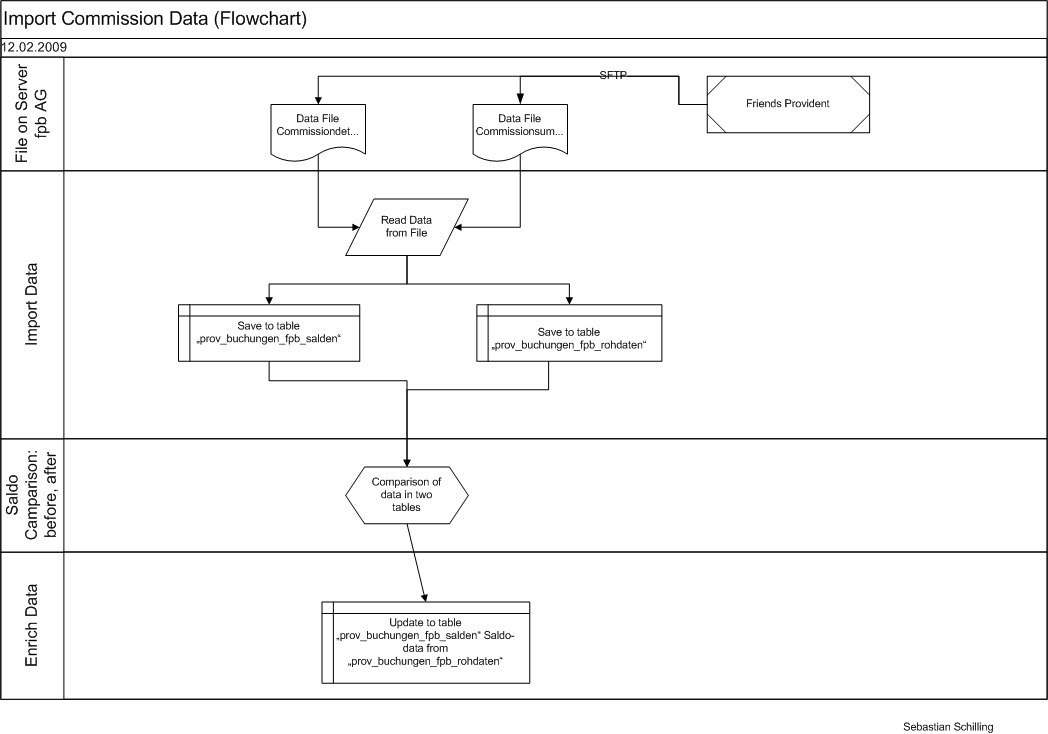 Import Commission Data (Flowchart)
12.02.2009
File on Server
fpb AG
SFTP
Friends Provident
Data File
Commissiondet...
Data File
Commissionsum...
Import Data
Read Data
from File
Save to table
„prov_buchungen_fpb_salden“
Save to table
„prov_buchungen_fpb_rohdaten“
Saldo
Camparison:
before, after
Comparison of
data in two
tables
Enrich Data
Update to table
„prov_buchungen_fpb_salden“ Saldo-
data from
„prov_buchungen_fpb_rohdaten“
Sebastian Schilling